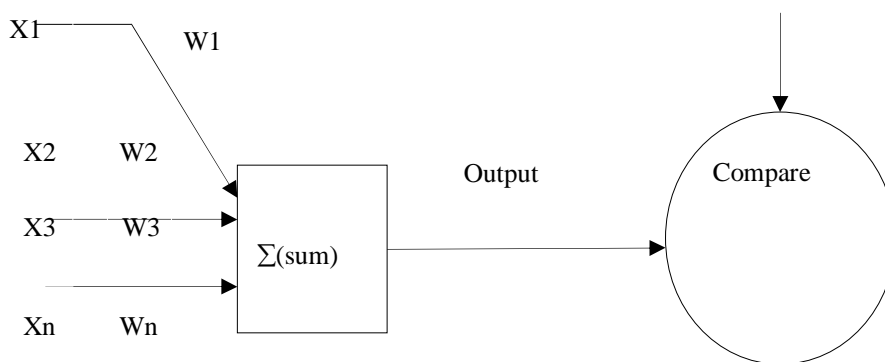 X1 W1
X2 W2
Output
Compare
X3 W3
∑(sum)
Xn Wn